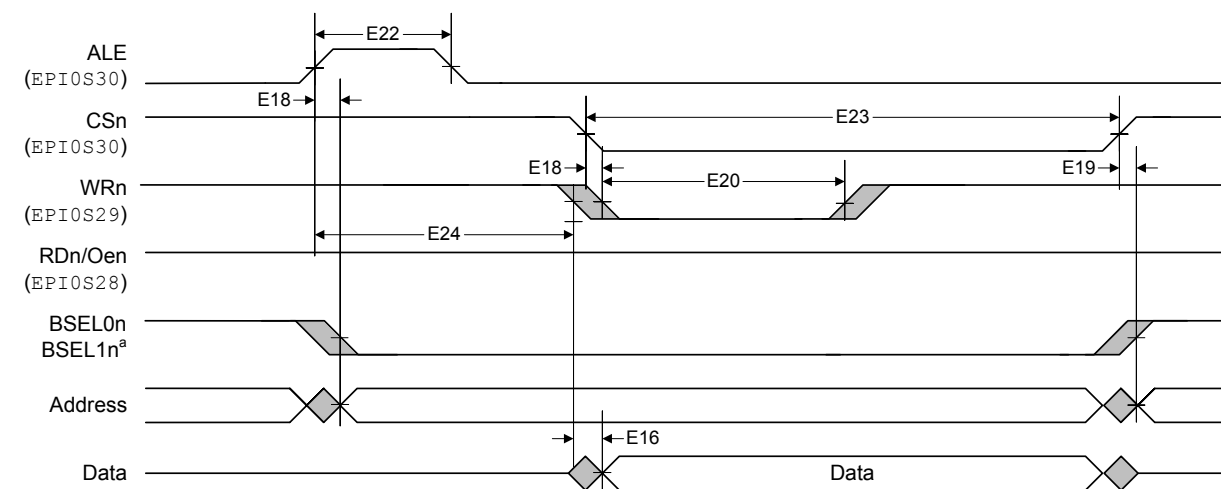 E22
ALE
(EPI0S30)
E18
CSn
(EPI0S30)
E23
E18
E20
E19
WRn
(EPI0S29)
E24
RDn/Oen
(EPI0S28)
BSEL0n
BSEL1nª
Address
E16
Data
Data